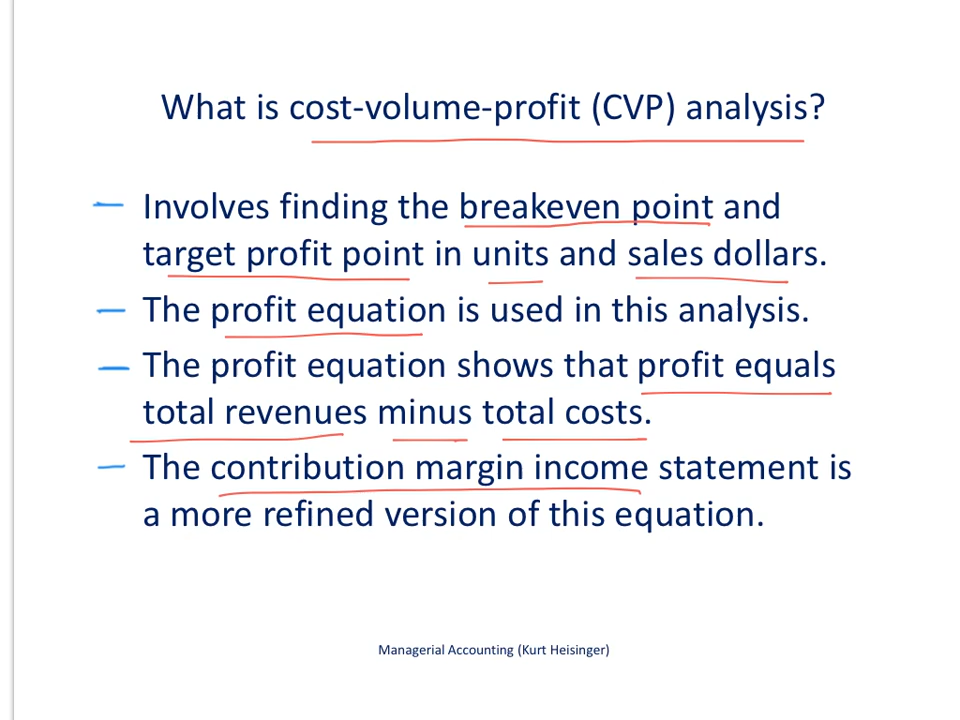 What is cost-volume-profit (CVP) analysis?
Involves finding the breakeven point and
target profit point in units and sales dollars.
The profit equation is used in this analysis.
The profit equation shows that profit equals
total revenues minus total costs.
The contribution margin income statement is
a more refined version of this equation.
Managerial Accounting (Kurt Heisinger)